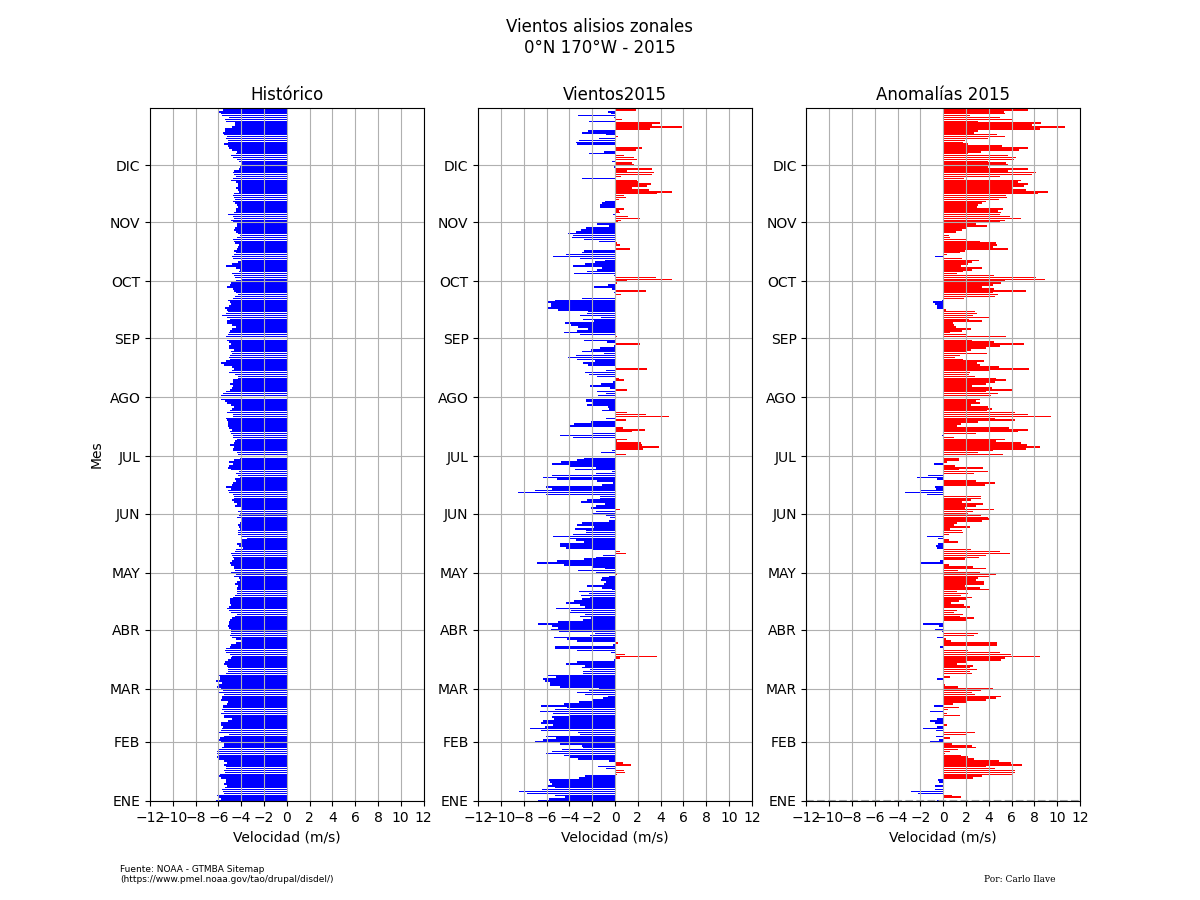 Vientos alisios zonales
0°N 170°W - 2015
Histórico
Vientos2015
Anomalías 2015
Mes
DIC
NOV
OCT
SEP
AGO
JUL
JUN
MAY
ABR
MAR
FEB
ENE
−12 −10 −8 −6 −4 −2 0 2 4 6 8 10 12
Velocidad (m/s)
DIC
NOV
OCT
SEP
AGO
JUL
JUN
MAY
ABR
MAR
FEB
ENE
−12 −10 −8 −6 −4 −2 0 2 4 6 8 10 12
Velocidad (m/s)
DIC
NOV
OCT
SEP
AGO
JUL
JUN
MAY
ABR
MAR
FEB
ENE
−12 −10 −8 −6 −4 −2 0 2 4 6 8 10 12
Velocidad (m/s)
Fuente: NOAA - GTMBA Sitemap
(https://www.pmel.noaa.gov/tao/drupal/disdel/)
Por: Carlo Ilave